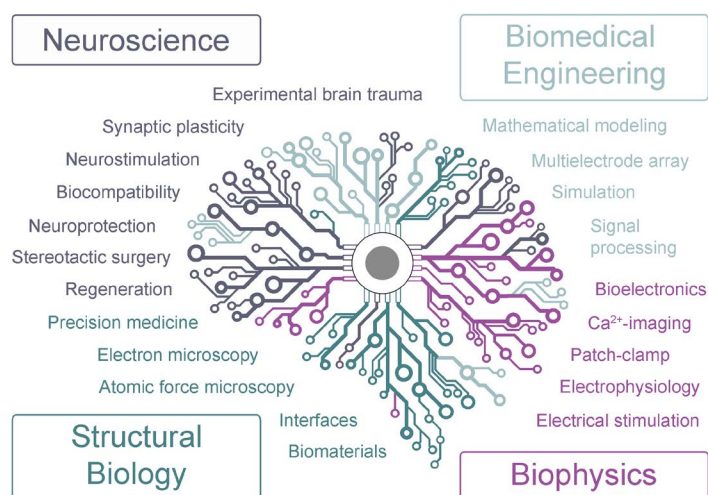 Neuroscience
Biomedical
Engineering
Experimental brain trauma
Synaptic plasticity
Neurostimulation
Biocompatibility
Neuroprotection
Stereotactic surgery
Regeneration
Precision medicine
Electron microscopy
Atomic force microscopy
Interfaces
Biomaterials
Mathematical modeling
Multielectrode array
Simulation
Signal
processing
Bioelectronics
Ca²⁺-imaging
Patch-clamp
Electrophysiology
Electrical stimulation
Structural
Biology
Biophysics